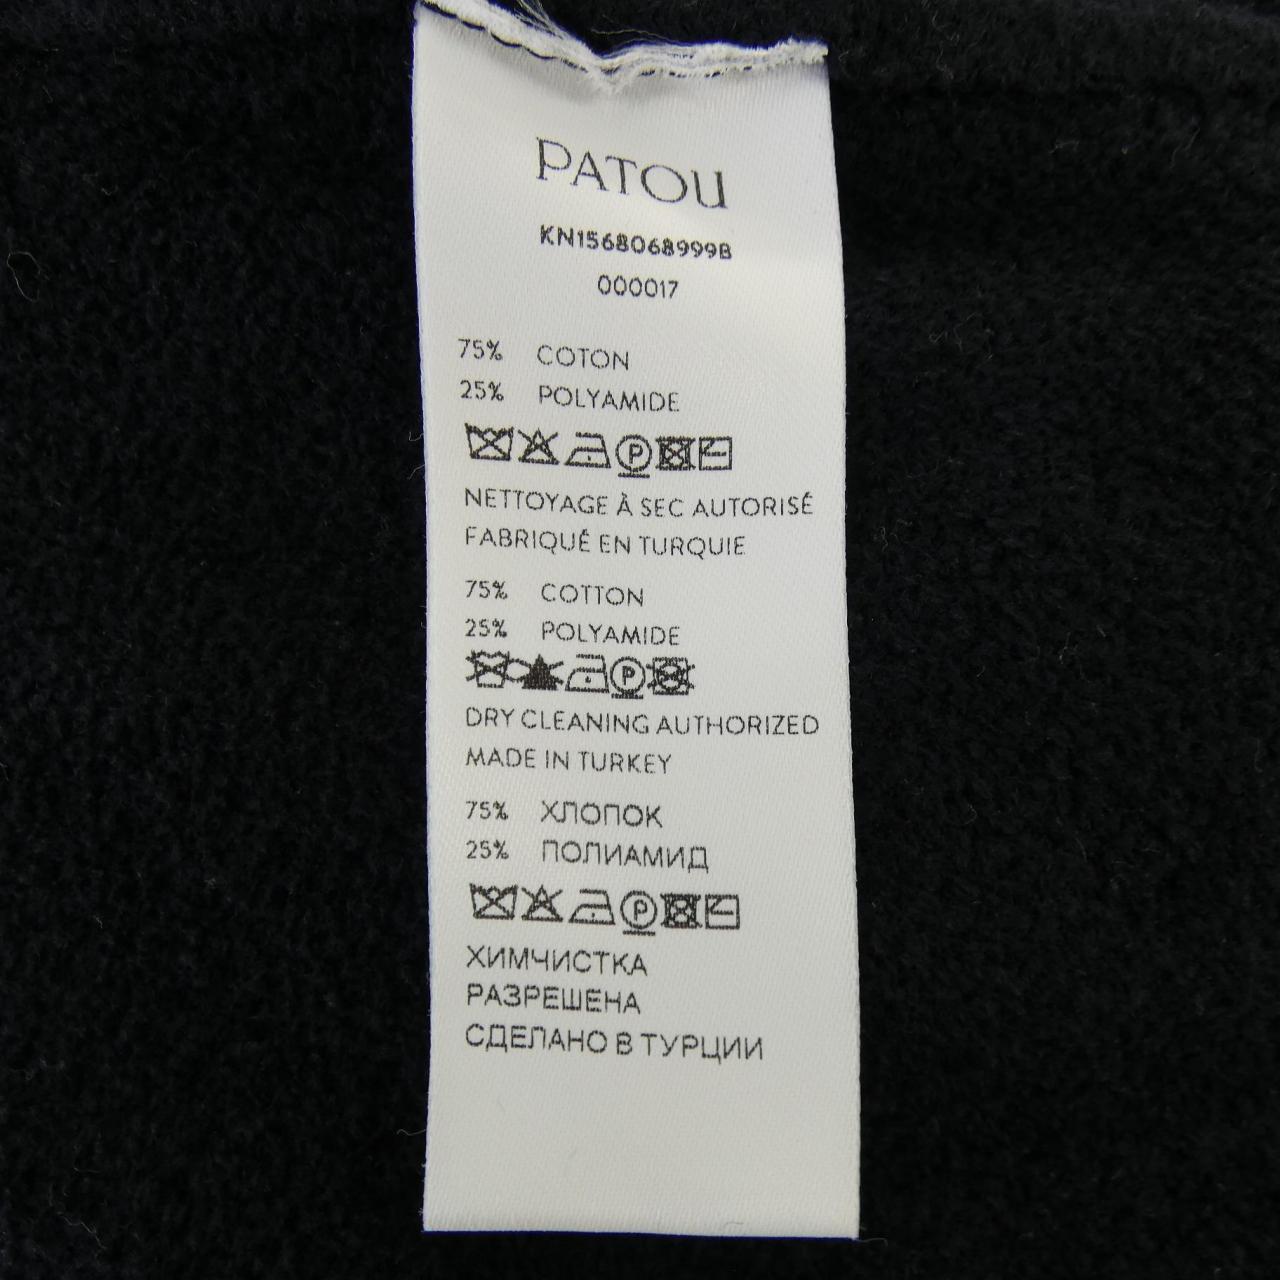 PATOU
KN1568068999B
000017
75% COTON
25% POLYAMIDE
NETTOYAGE À SEC AUTORISÉ
FABRIQUÉ EN TURQUIE
75% COTTON
25% POLYAMIDE
DRY CLEANING AUTHORIZED
MADE IN TURKEY
75% ХЛОПОК
25% ПОЛИАМИД
ХИМЧИСТКА
РАЗРЕШЕНА
СДЕЛАНО В ТУРЦИИ